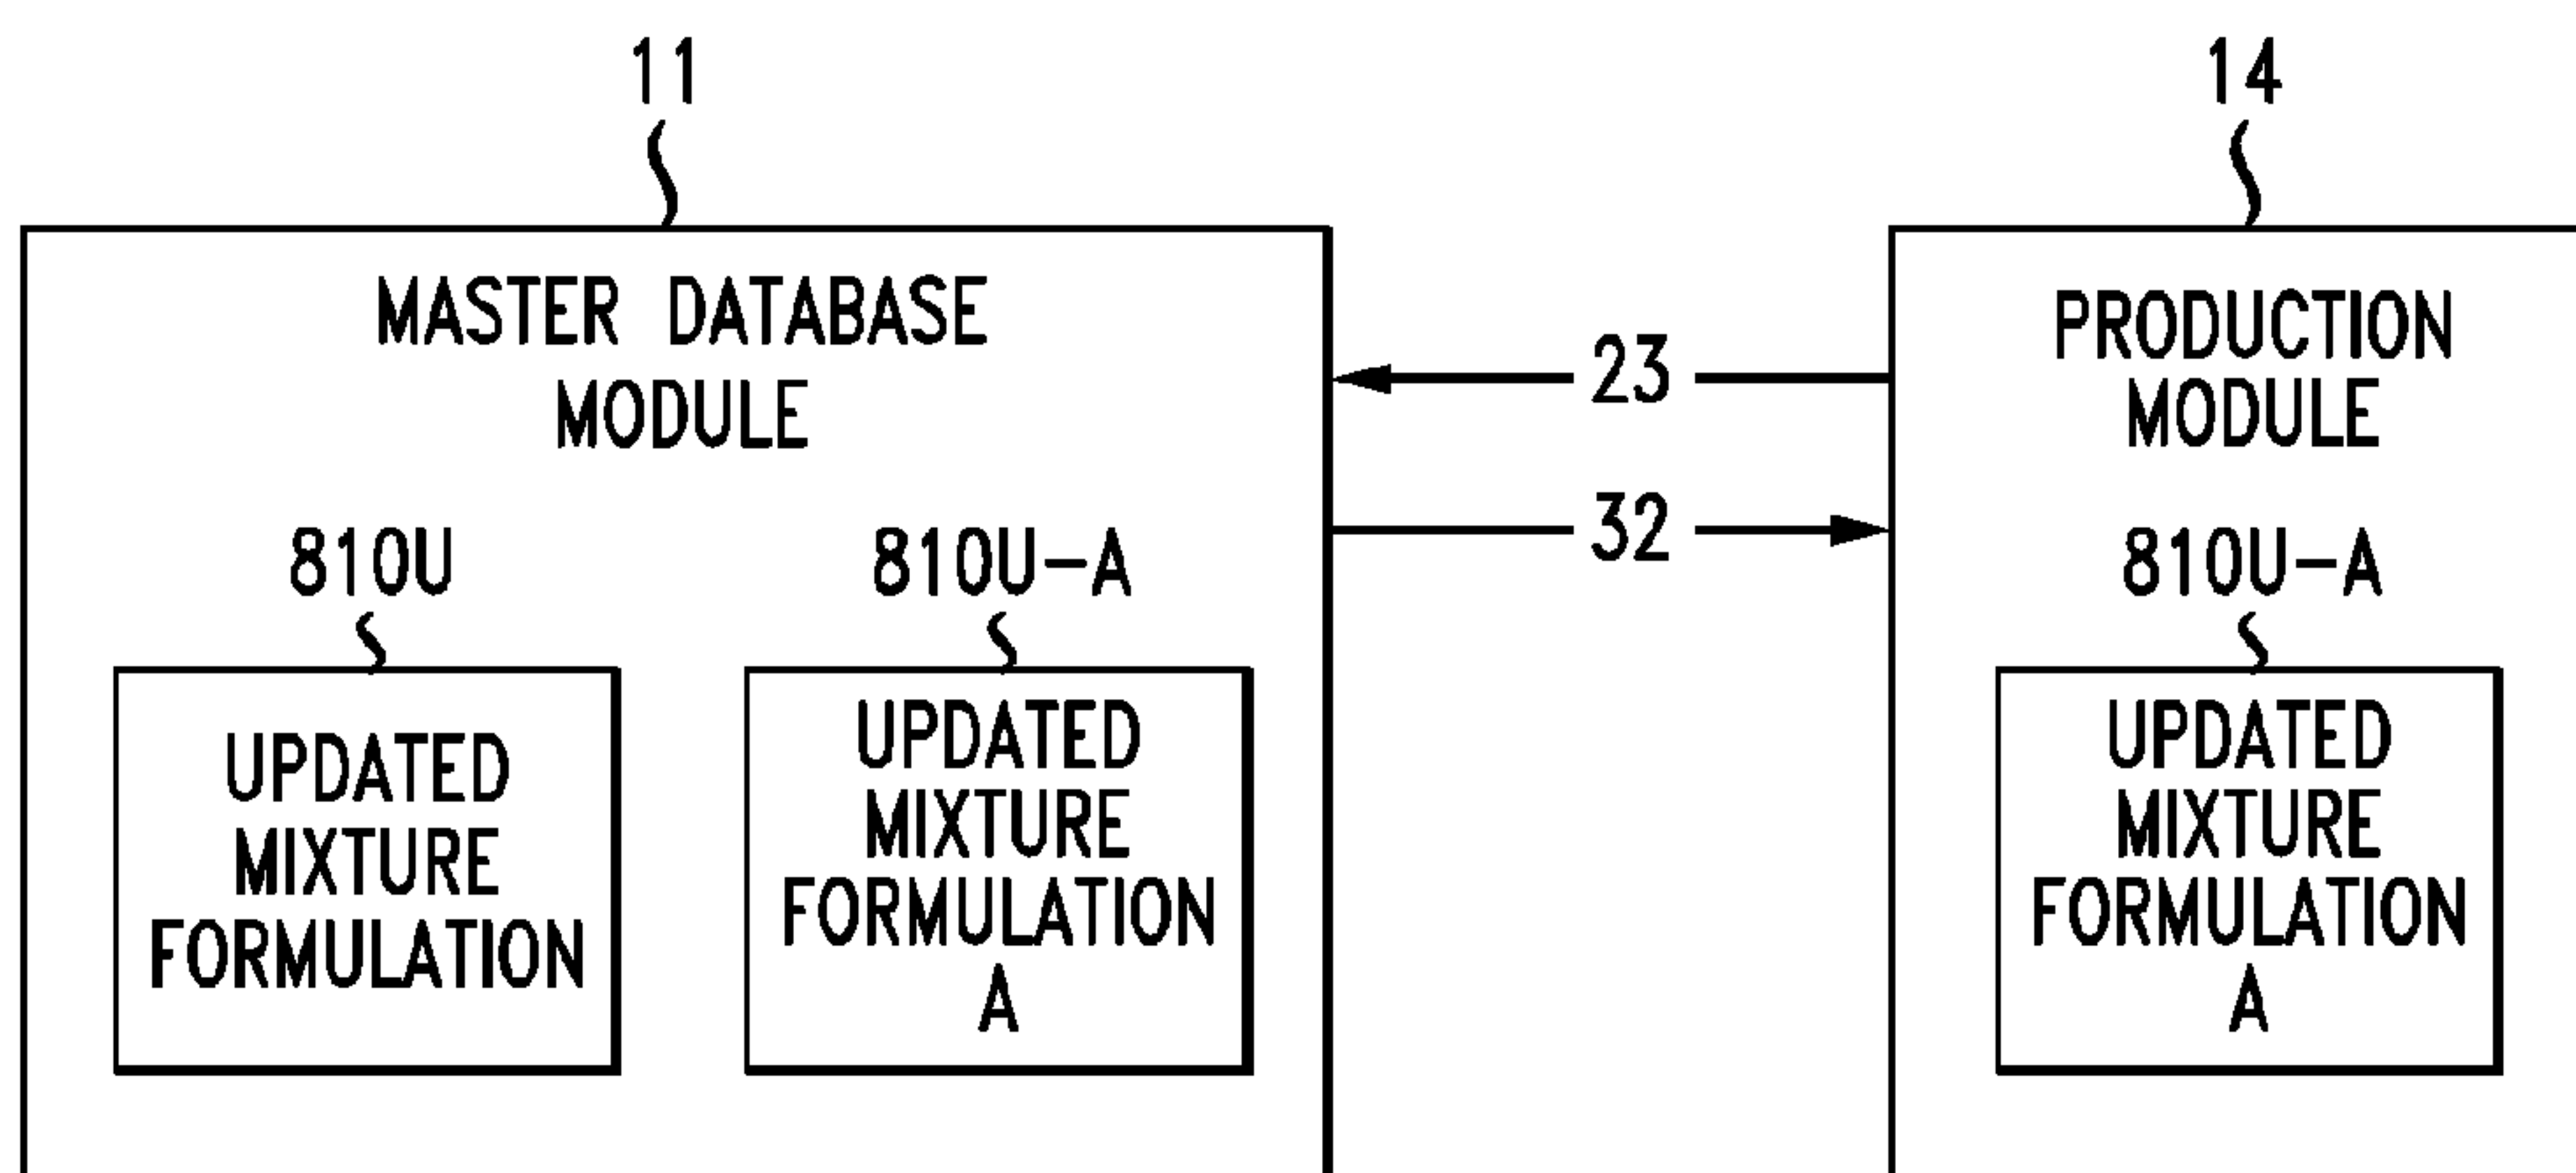 11
14
MASTER DATABASE
MODULE
PRODUCTION
MODULE
23
32
810U
810U-A
810U-A
UPDATED
MIXTURE
FORMULATION
UPDATED
MIXTURE
FORMULATION
A
UPDATED
MIXTURE
FORMULATION
A